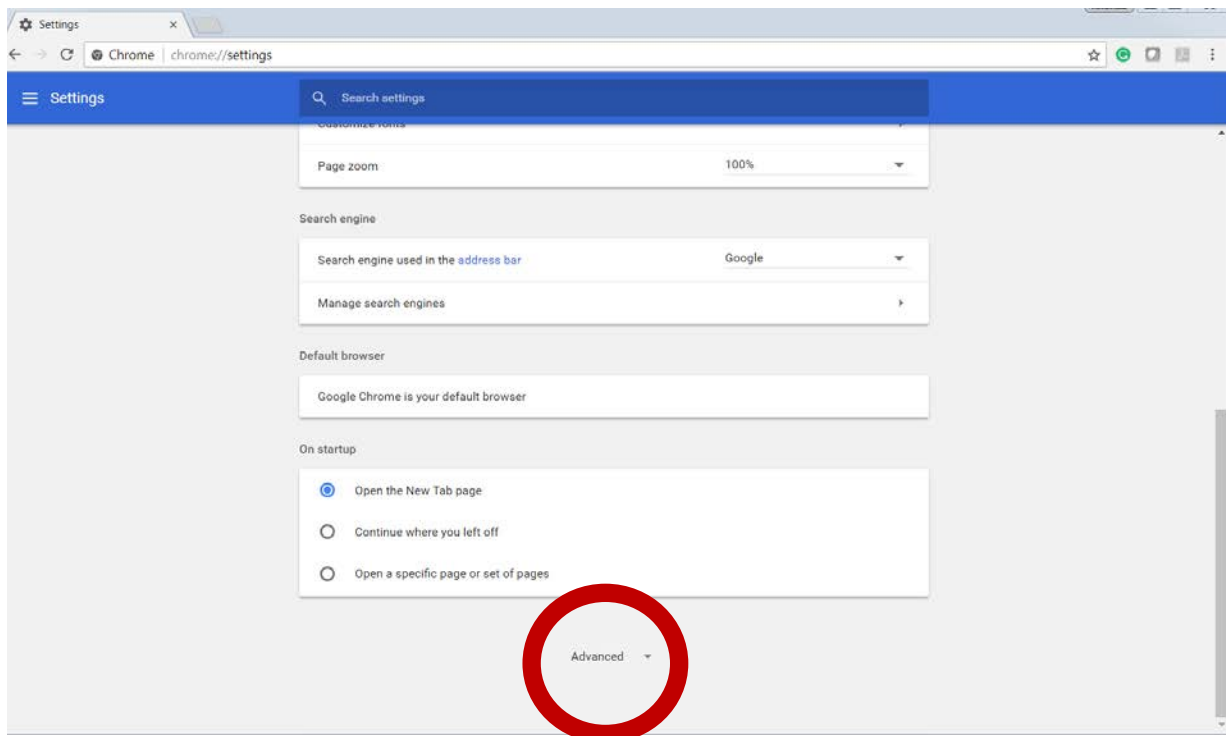 Settings
Chrome chrome://settings
Settings
Search settings
Customize fonts
Page zoom 100%
Search engine
Search engine used in the address bar Google
Manage search engines
Default browser
Google Chrome is your default browser
On startup
Open the New Tab page
Continue where you left off
Open a specific page or set of pages
Advanced